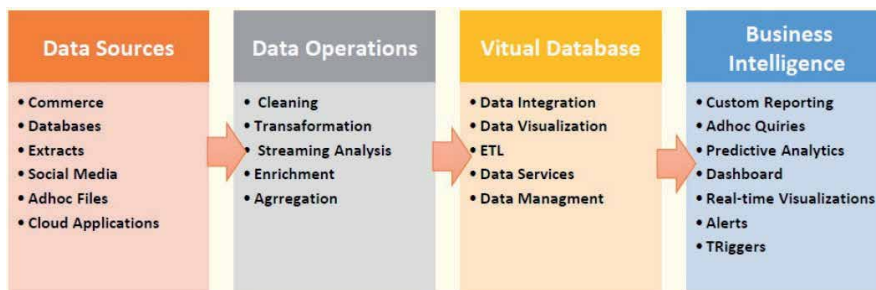 Data Sources
• Commerce
• Databases
• Extracts
• Social Media
• Adhoc Files
• Cloud Applications
Data Operations
• Cleaning
• Transaformation
• Streaming Analysis
• Enrichment
• Agrregation
Vitual Database
• Data Integration
• Data Visualization
• ETL
• Data Services
• Data Managment
Business
Intelligence
• Custom Reporting
• Adhoc Quiries
• Predictive Analytics
• Dashboard
• Real-time Visualizations
• Alerts
• TRiggers